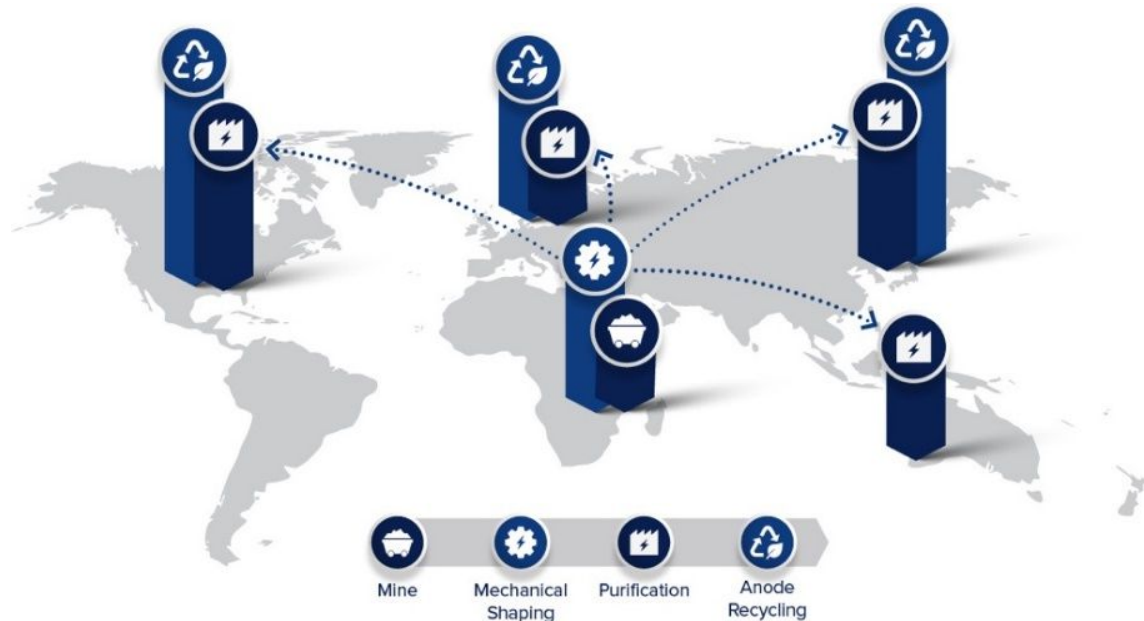 Mine
Mechanical
Shaping
Purification
Anode
Recycling